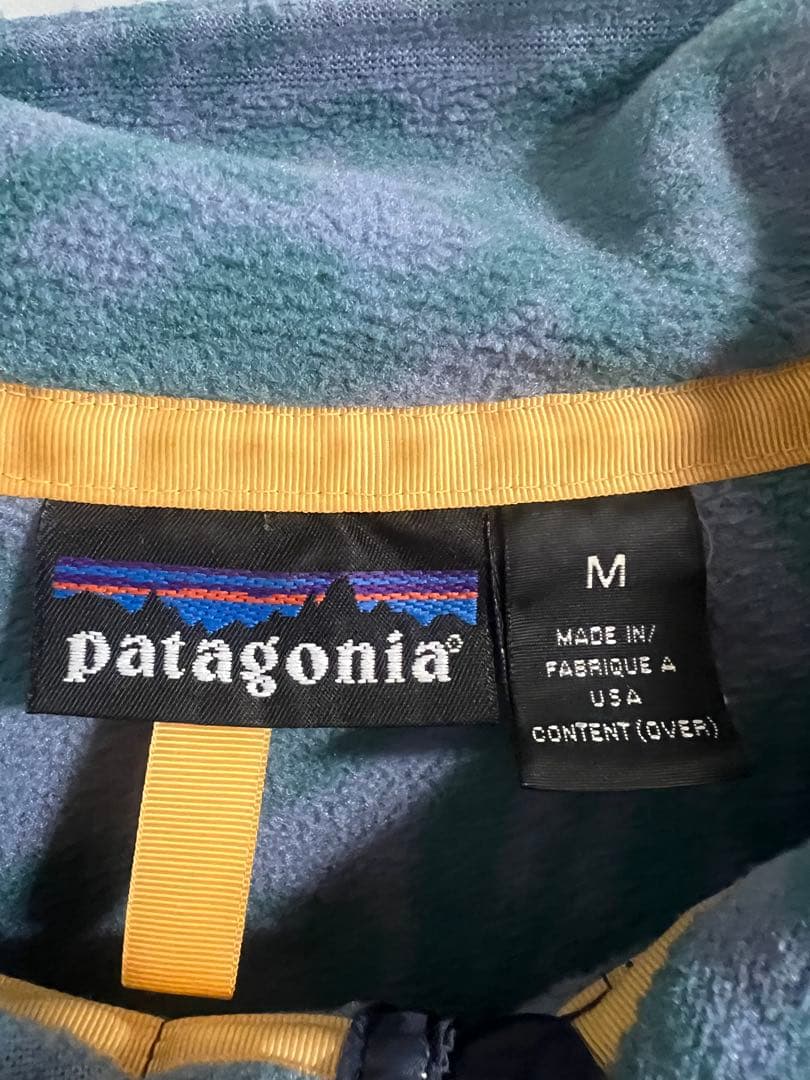 patagonia®
M
MADE IN/
FABRIQUE A
USA
CONTENT (OVER)